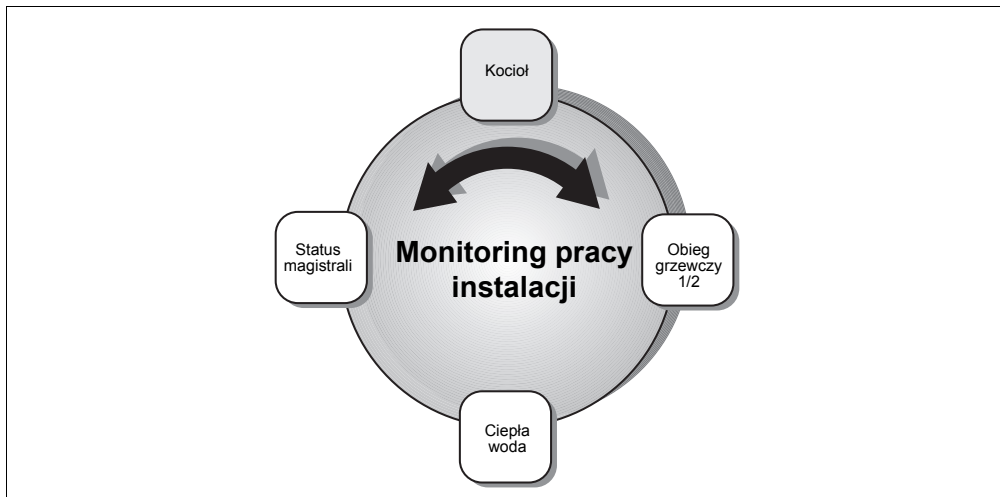 Kocioł
Status
magistrali
Monitoring pracy
instalacji
Obieg
grzewczy
1/2
Ciepła
woda